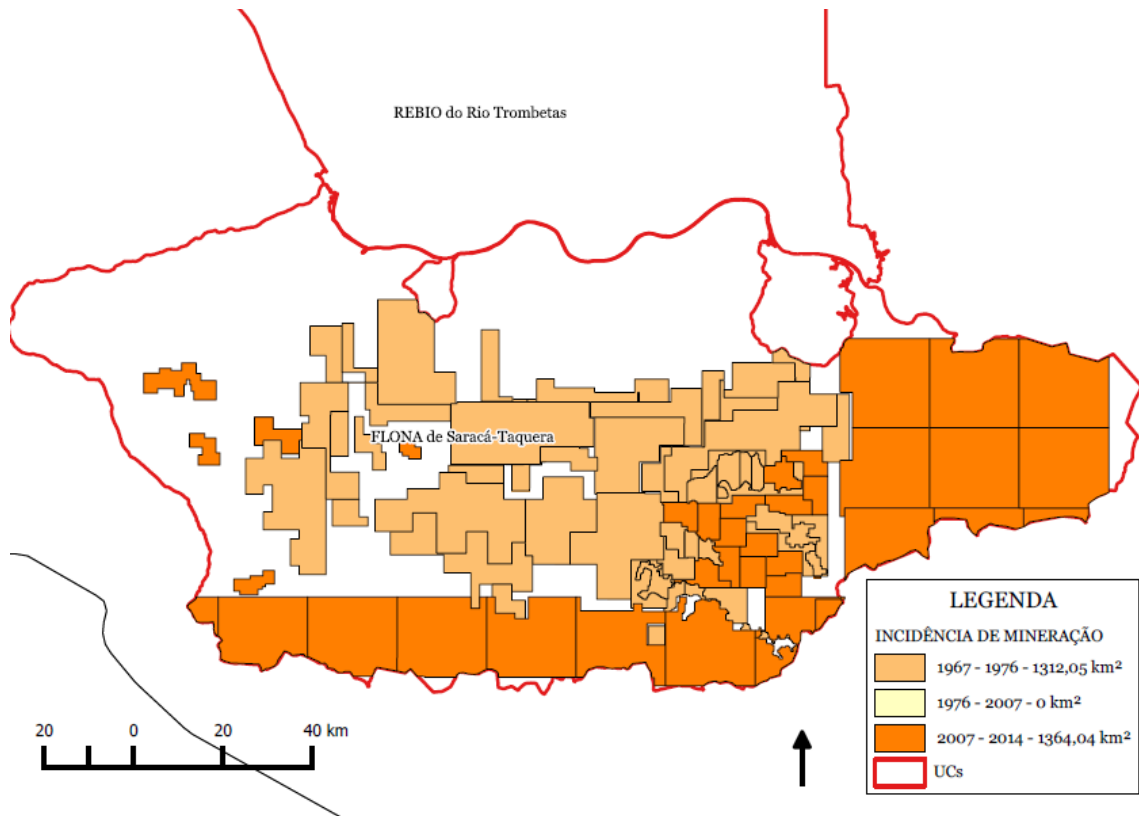 REBIO do Rio Trombetas
FLONA de Saracá-Taquera
LEGENDA
INCIDÊNCIA DE MINERAÇÃO
1967 - 1976 - 1312,05 km²
1976 - 2007 - 0 km²
2007 - 2014 - 1364,04 km²
UCs
20 0 20 40 km